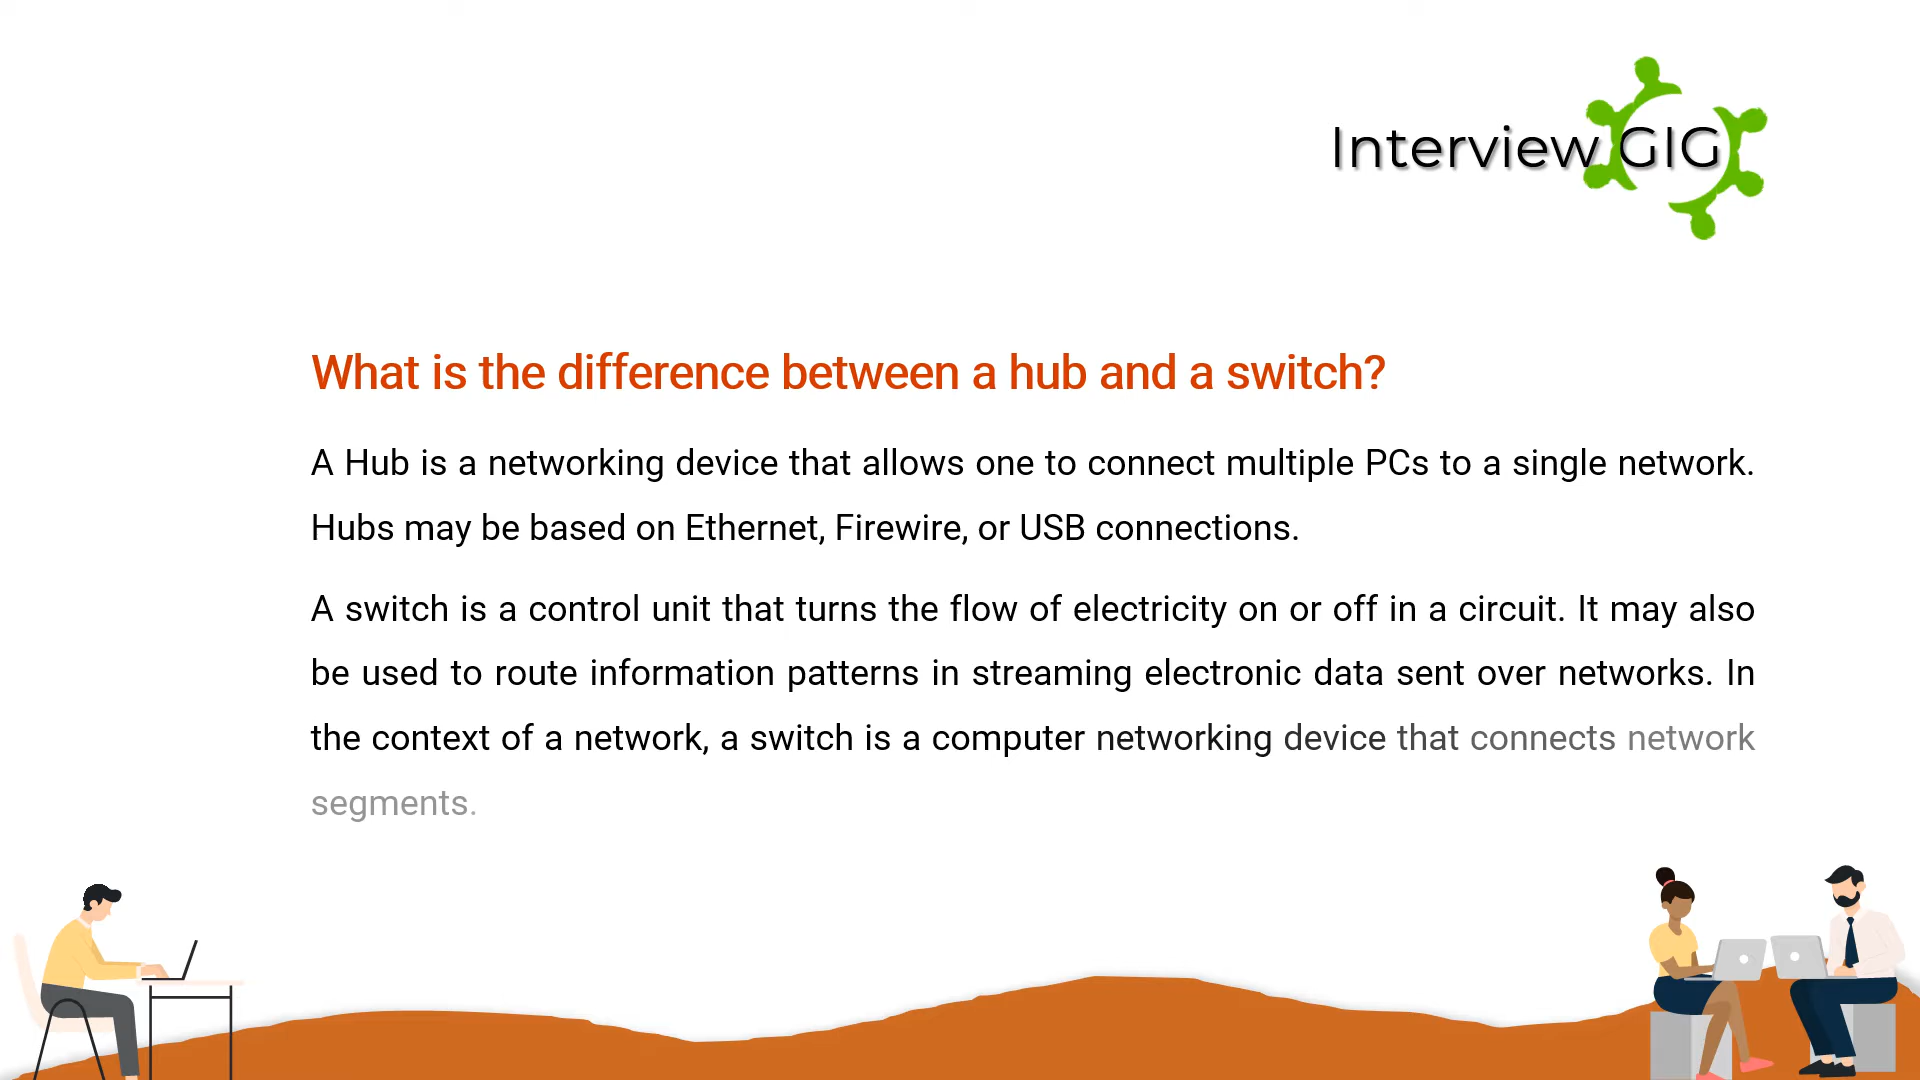 Interview GIG
What is the difference between a hub and a switch?
A Hub is a networking device that allows one to connect multiple PCs to a single network.
Hubs may be based on Ethernet, Firewire, or USB connections.
A switch is a control unit that turns the flow of electricity on or off in a circuit. It may also
be used to route information patterns in streaming electronic data sent over networks. In
the context of a network, a switch is a computer networking device that connects network
segments.